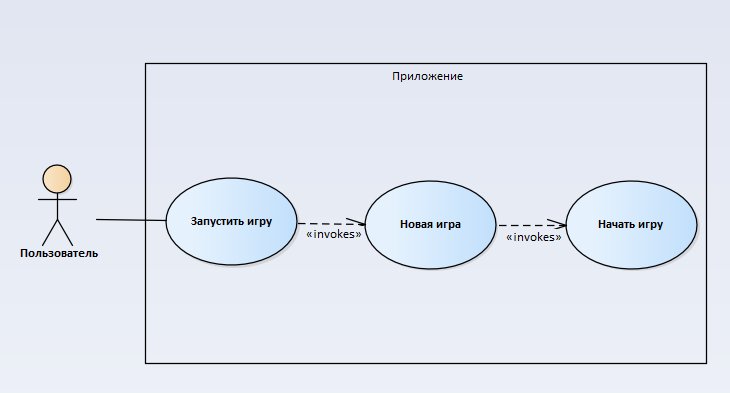 Приложение
Запустить игру
Новая игра
Начать игру
«invokes»
«invokes»
Пользователь